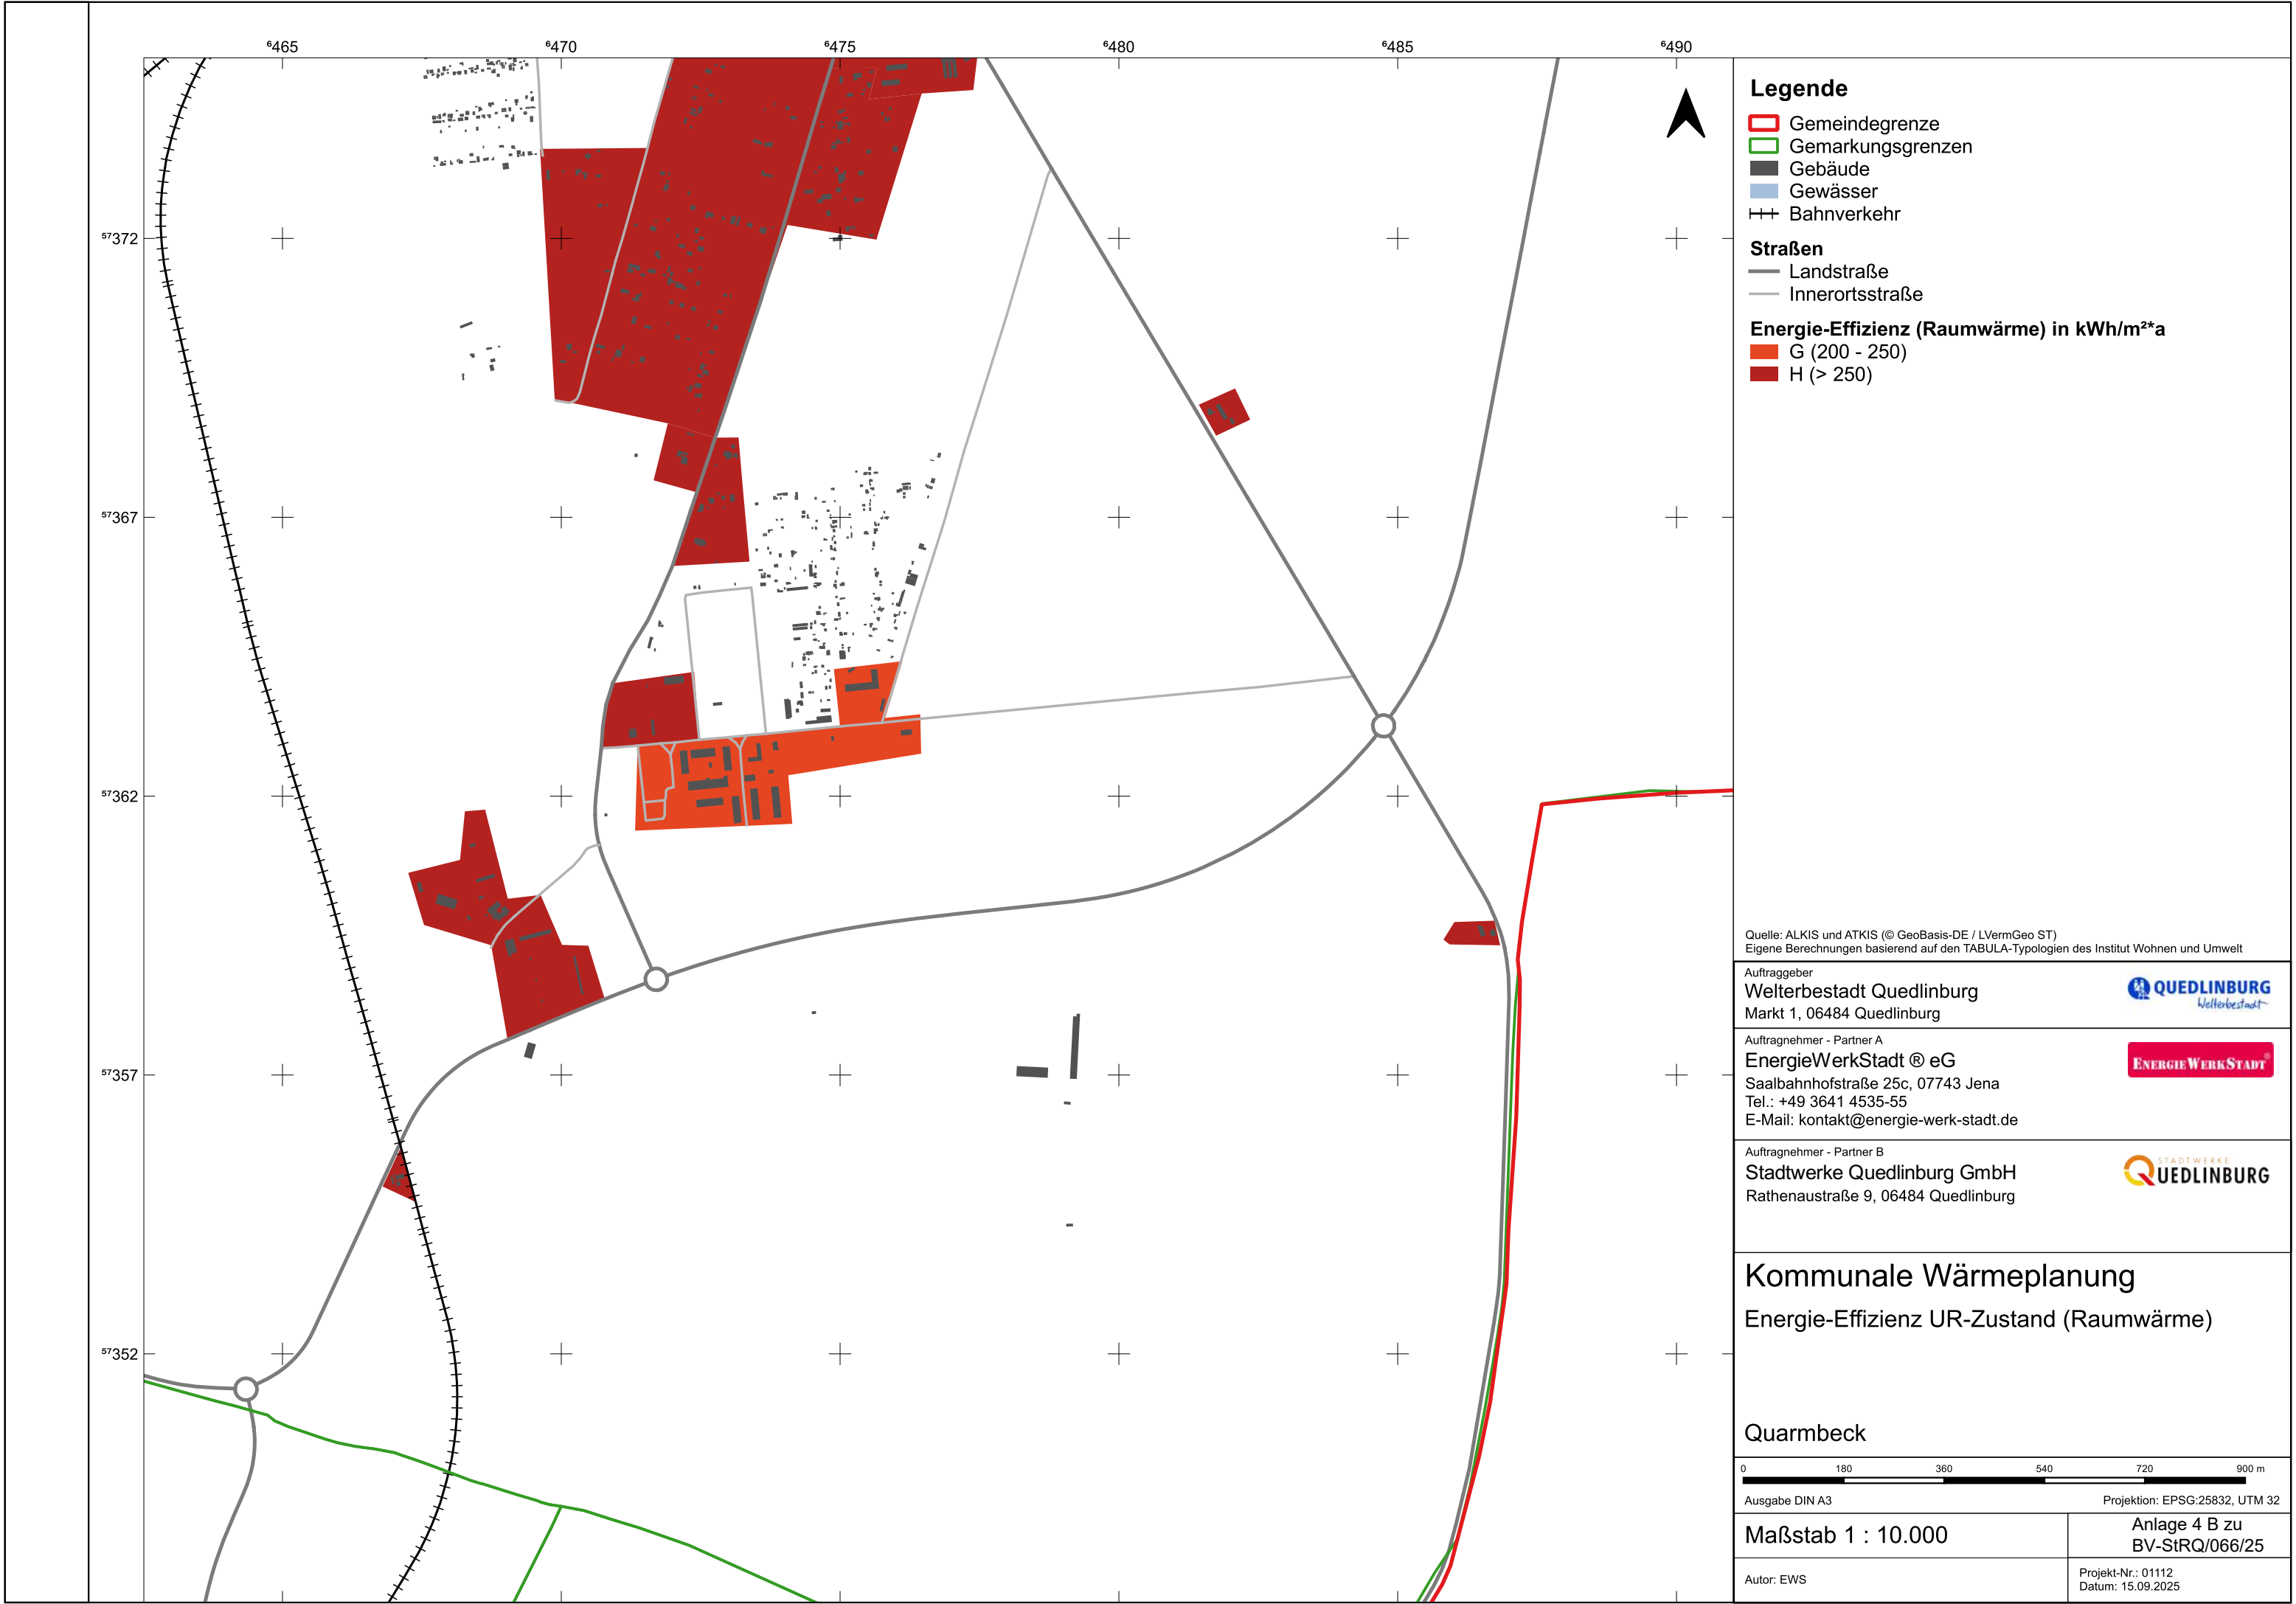 ⁶465
⁶470
⁶475
⁶480
⁶485
⁶490
⁵⁷372
⁵⁷367
⁵⁷362
⁵⁷357
⁵⁷352
Legende
Gemeindegrenze
Gemarkungsgrenzen
Gebäude
Gewässer
Bahnverkehr
Straßen
Landstraße
Innerortsstraße
Energie-Effizienz (Raumwärme) in kWh/m²*a
G (200 - 250)
H (> 250)
Quelle: ALKIS und ATKIS (© GeoBasis-DE / LVermGeo ST)
Eigene Berechnungen basierend auf den TABULA-Typologien des Institut Wohnen und Umwelt
Auftraggeber
Welterbestadt Quedlinburg
Markt 1, 06484 Quedlinburg
QUEDLINBURG
Welterbestadt
Auftragnehmer - Partner A
EnergieWerkStadt ® eG
Saalbahnhofstraße 25c, 07743 Jena
Tel.: +49 3641 4535-55
E-Mail: kontakt@energie-werk-stadt.de
ENERGIEWERKSTADT®
Auftragnehmer - Partner B
Stadtwerke Quedlinburg GmbH
Rathenaustraße 9, 06484 Quedlinburg
STADTWERKE
QUEDLINBURG
Kommunale Wärmeplanung
Energie-Effizienz UR-Zustand (Raumwärme)
Quarmbeck
0 180 360 540 720 900 m
Ausgabe DIN A3 Projektion: EPSG:25832, UTM 32
Maßstab 1 : 10.000
Anlage 4 B zu
BV-StRQ/066/25
Autor: EWS
Projekt-Nr.: 01112
Datum: 15.09.2025